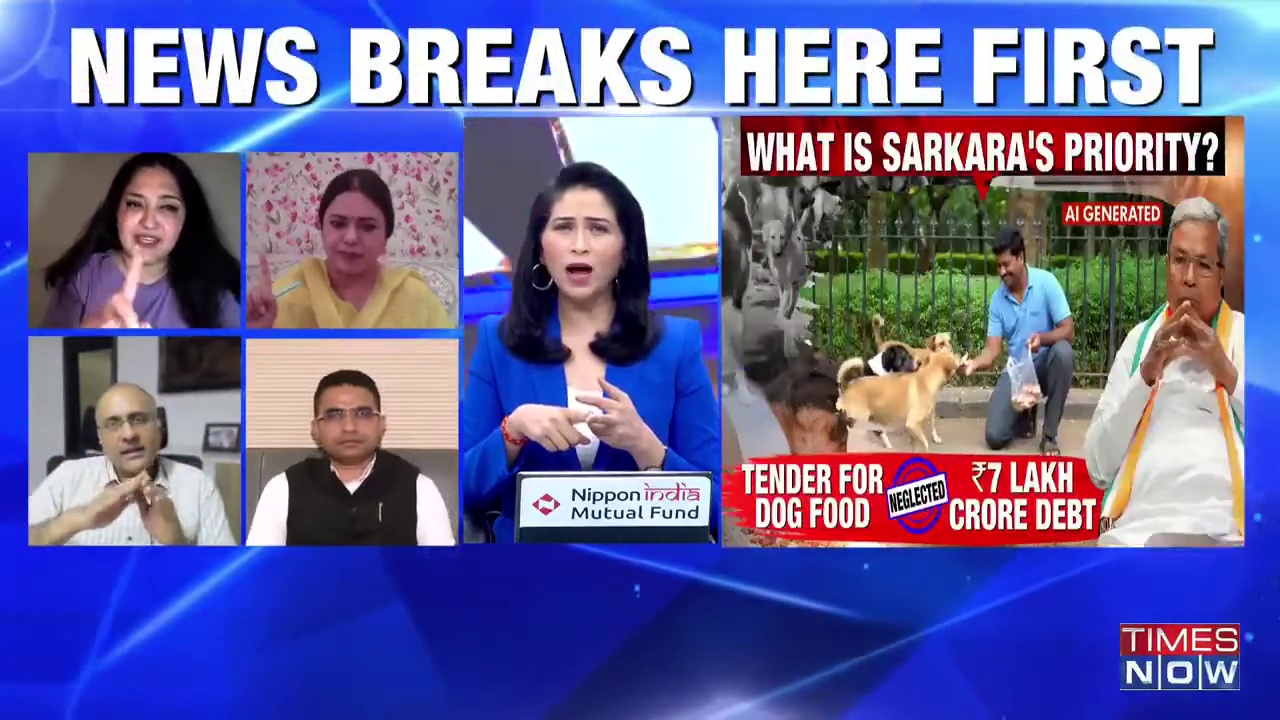 NEWS BREAKS HERE FIRST
WHAT IS SARKARA'S PRIORITY?
AI GENERATED
TENDER FOR
DOG FOOD
NEGLECTED
₹7 LAKH
CRORE DEBT
Nippon india
Mutual Fund
TIMES
NOW